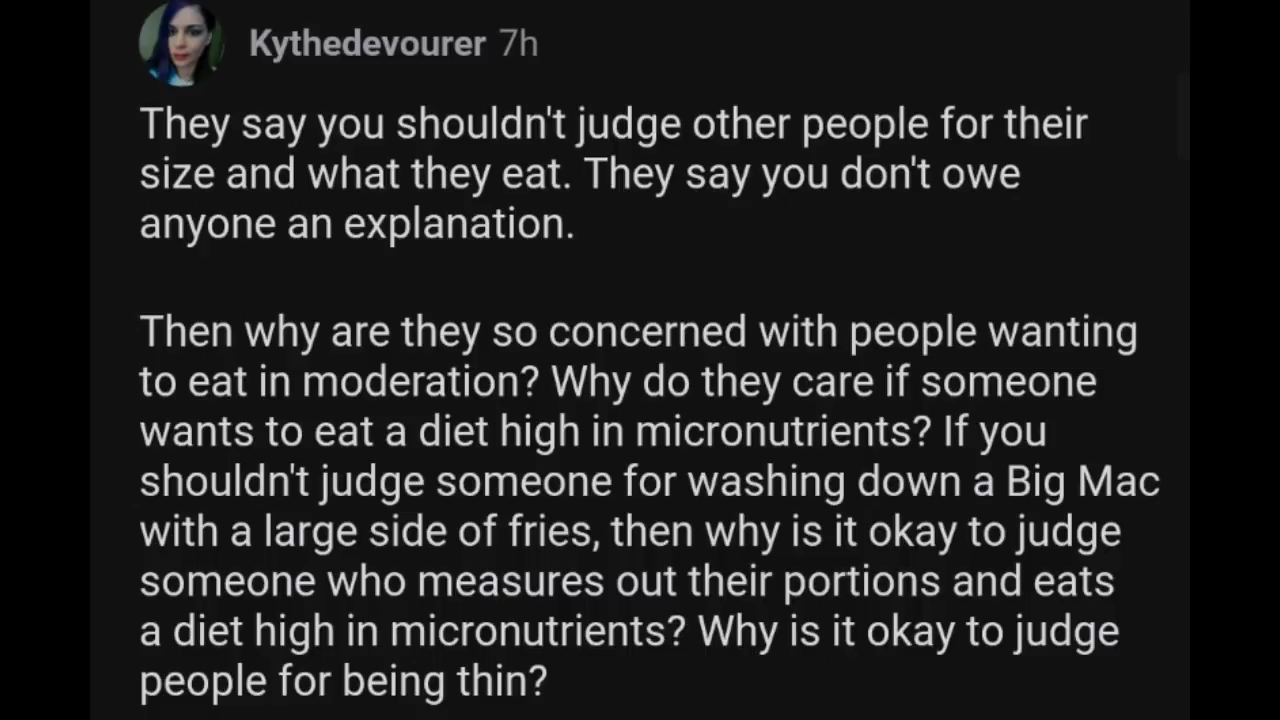 Kythedevourer 7h
They say you shouldn't judge other people for their
size and what they eat. They say you don't owe
anyone an explanation.
Then why are they so concerned with people wanting
to eat in moderation? Why do they care if someone
wants to eat a diet high in micronutrients? If you
shouldn't judge someone for washing down a Big Mac
with a large side of fries, then why is it okay to judge
someone who measures out their portions and eats
a diet high in micronutrients? Why is it okay to judge
people for being thin?